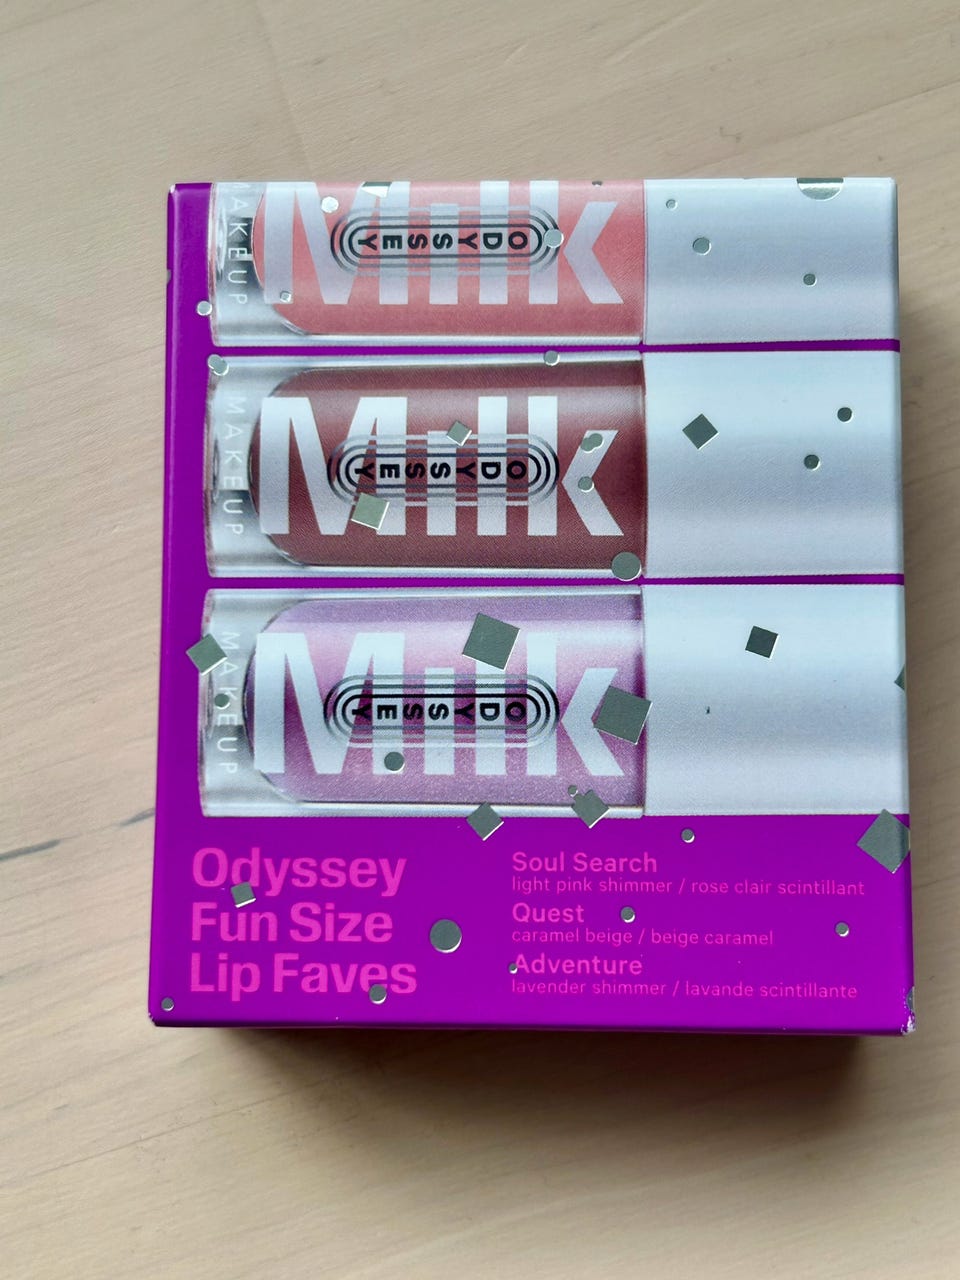 MAKEUP
Milk
ODYSSEY
MAKEUP
Milk
ODYSSEY
MAKEUP
Milk
ODYSSEY
Odyssey
Fun Size
Lip Faves
Soul Search
light pink shimmer / rose clair scintillant
Quest
caramel beige / beige caramel
Adventure
lavender shimmer / lavande scintillante